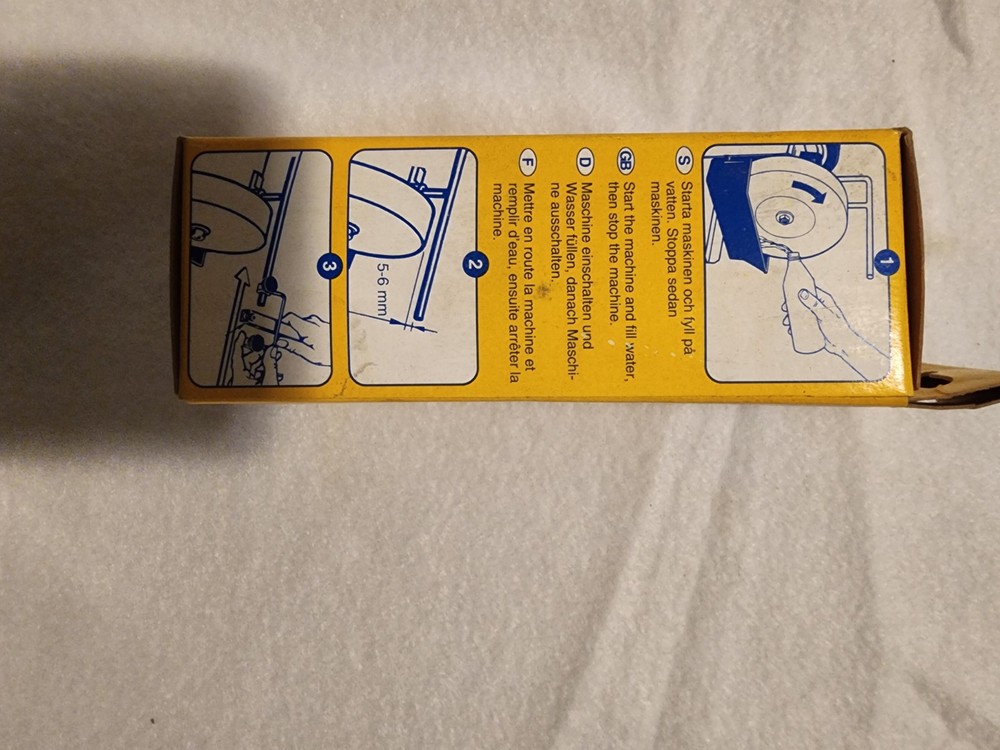 1
S Starta maskinen och fyll på
vatten. Stoppa sedan
maskinen.
GB Start the machine and fill water,
then stop the machine.
D Maschine einschalten und
Wasser füllen, danach Maschi-
ne ausschalten.
F Mettre en route la machine et
remplir d'eau, ensuite arrêter la
machine.
2
5-6 mm
3